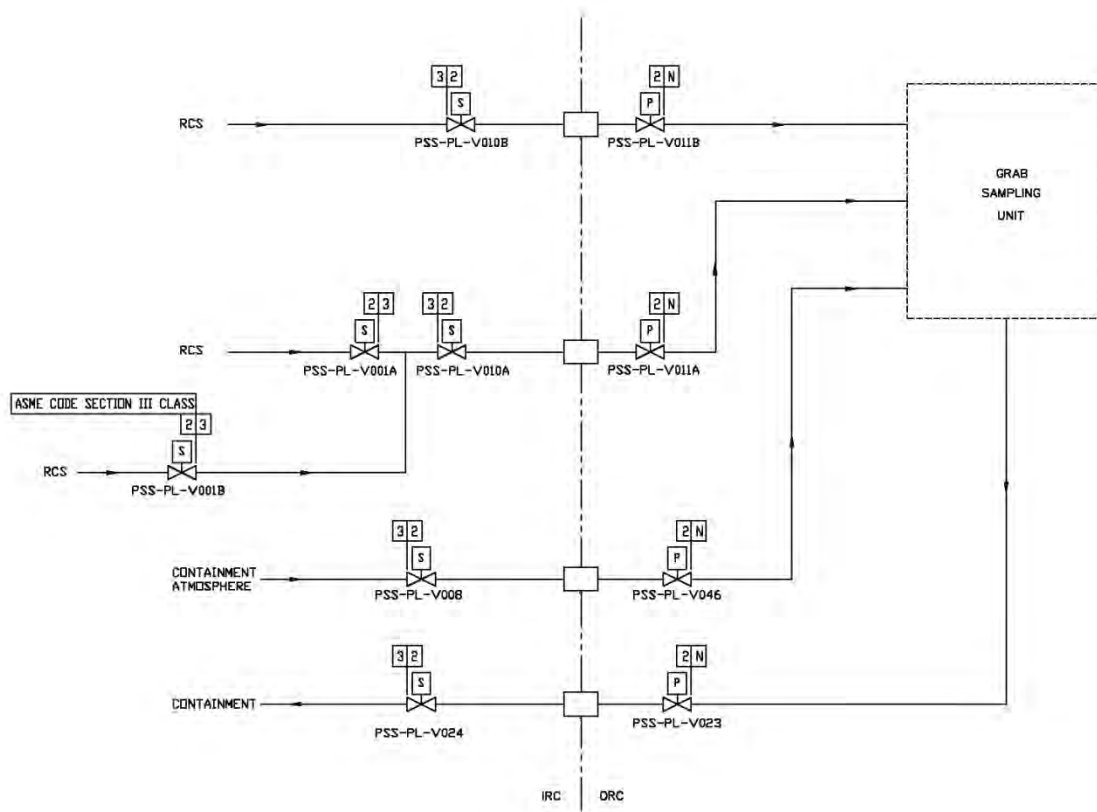 3 2
2 N
S
P
RCS
PSS-PL-V010B
PSS-PL-V011B
GRAB
SAMPLING
UNIT
2 3
3 2
2 N
S
S
P
RCS
PSS-PL-V001A
PSS-PL-V010A
PSS-PL-V011A
ASME CODE SECTION III CLASS
2 3
S
RCS
PSS-PL-V001B
3 2
2 N
S
P
CONTAINMENT
ATMOSPHERE
PSS-PL-V008
PSS-PL-V046
3 2
2 N
S
P
CONTAINMENT
PSS-PL-V024
PSS-PL-V023
IRC
ORC